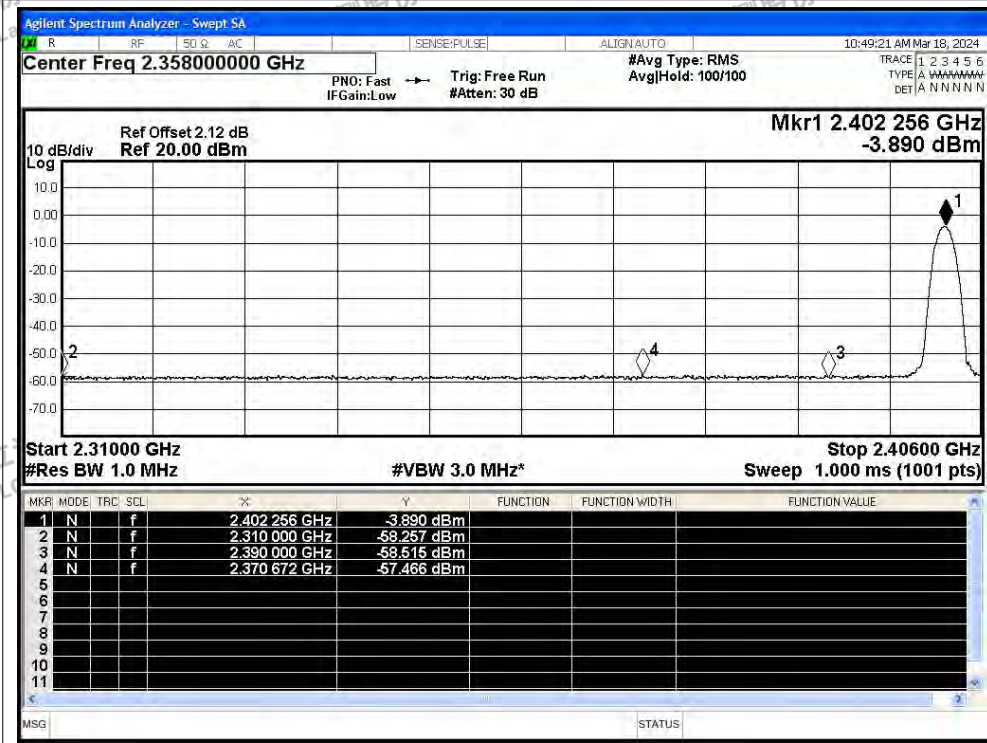 Agilent Spectrum Analyzer - Swept SA
LXI R RF 50 Ω AC SENSE:PULSE ALIGN AUTO 10:49:21 AM Mar 18, 2024
Center Freq 2.358000000 GHz #Avg Type: RMS TRACE 1 2 3 4 5 6
PNO: Fast Trig: Free Run Avg|Hold: 100/100 TYPE A WWWWW
IFGain:Low #Atten: 30 dB DET A N N N N N
Mkr1 2.402 256 GHz
Ref Offset 2.12 dB
-3.890 dBm
10 dB/div Ref 20.00 dBm
Log
10.0
1
0.00
-10.0
-20.0
-30.0
-40.0
-50.0 2 4 3
-60.0
-70.0
Start 2.31000 GHz Stop 2.40600 GHz
#Res BW 1.0 MHz #VBW 3.0 MHz* Sweep 1.000 ms (1001 pts)
MKR MODE TRC SCL X Y FUNCTION FUNCTION WIDTH FUNCTION VALUE
1 N f 2.402 256 GHz -3.890 dBm
2 N f 2.310 000 GHz -58.257 dBm
3 N f 2.390 000 GHz -58.515 dBm
4 N f 2.370 672 GHz -57.466 dBm
5
6
7
8
9
10
11
MSG STATUS